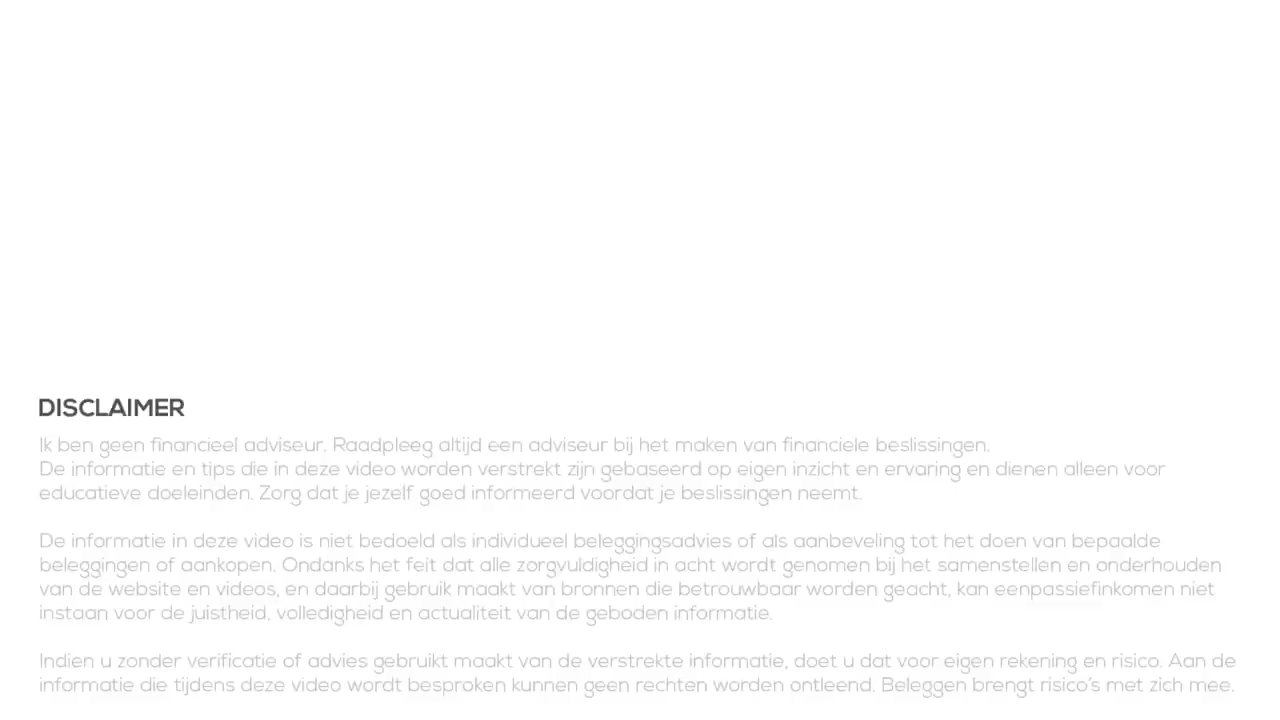 DISCLAIMER
Ik ben geen financieel adviseur. Raadpleeg altijd een adviseur bij het maken van financiele beslissingen.
De informatie en tips die in deze video worden verstrekt zijn gebaseerd op eigen inzicht en ervaring en dienen alleen voor
educatieve doeleinden. Zorg dat je jezelf goed informeerd voordat je beslissingen neemt.
De informatie in deze video is niet bedoeld als individueel beleggingsadvies of als aanbeveling tot het doen van bepaalde
beleggingen of aankopen. Ondanks het feit dat alle zorgvuldigheid in acht wordt genomen bij het samenstellen en onderhouden
van de website en videos, en daarbij gebruik maakt van bronnen die betrouwbaar worden geacht, kan eenpassiefinkomen niet
instaan voor de juistheid, volledigheid en actualiteit van de geboden informatie.
Indien u zonder verificatie of advies gebruikt maakt van de verstrekte informatie, doet u dat voor eigen rekening en risico. Aan de
informatie die tijdens deze video wordt besproken kunnen geen rechten worden ontleend. Beleggen brengt risico's met zich mee.